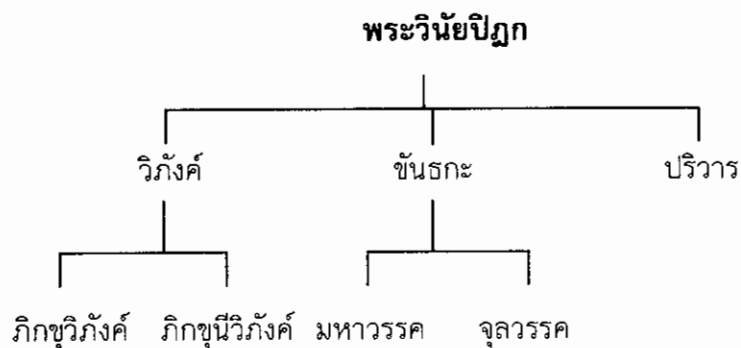 พระวินัยปิฎก
วิภังค์ ขันธกะ ปริวาร
ภิกขุวิภังค์ ภิกขุนีวิภังค์ มหาวรรค จุลวรรค